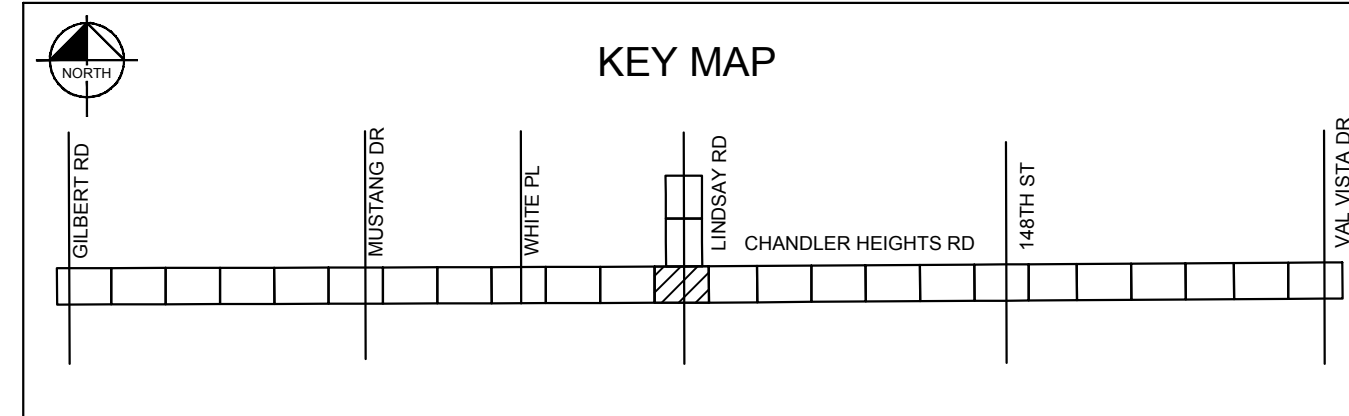 KEY MAP
NORTH
GILBERT RD
MUSTANG DR
WHITE PL
LINDSAY RD
CHANDLER HEIGHTS RD
148TH ST
VAL VISTA DR